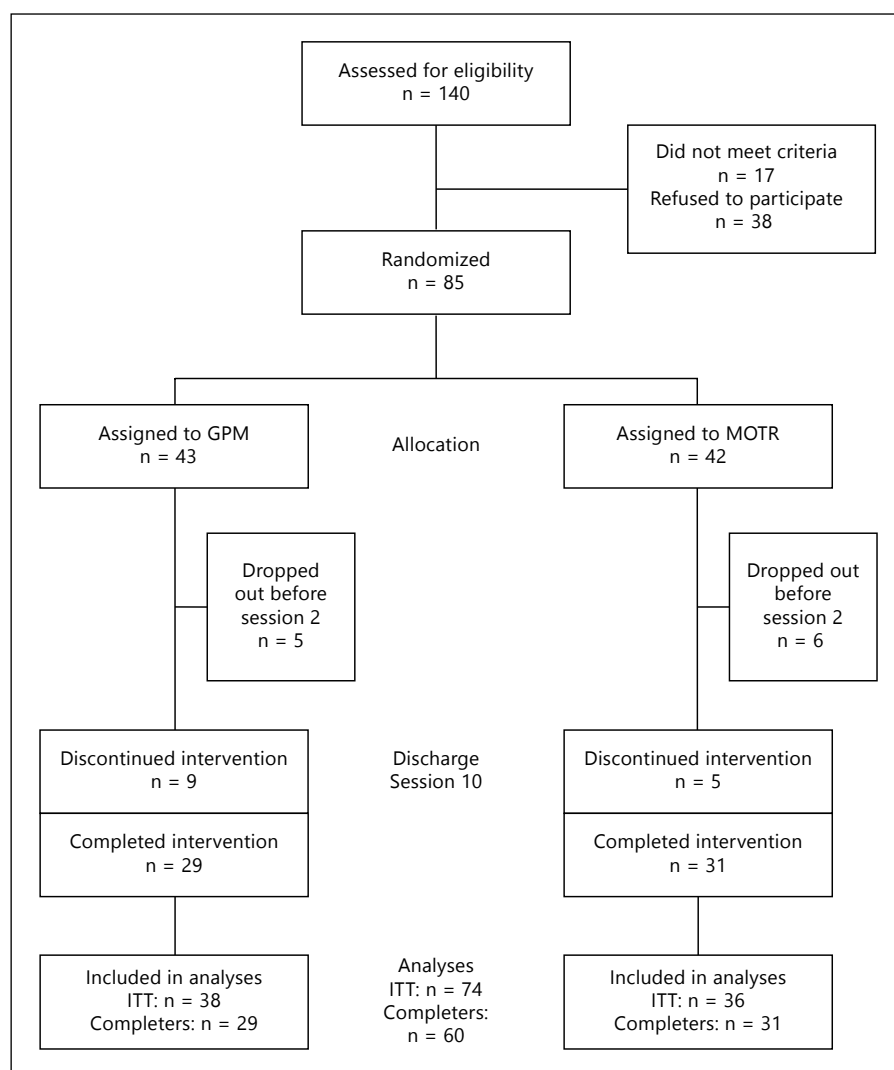 Assessed for eligibility
n = 140
Did not meet criteria
n = 17
Refused to participate
n = 38
Randomized
n = 85
Assigned to GPM
n = 43
Allocation
Assigned to MOTR
n = 42
Dropped
out before
session 2
n = 5
Dropped out
before
session 2
n = 6
Discontinued intervention
n = 9
Discharge
Session 10
Discontinued intervention
n = 5
Completed intervention
n = 29
Completed intervention
n = 31
Included in analyses
ITT: n = 38
Completers: n = 29
Analyses
ITT: n = 74
Completers:
n = 60
Included in analyses
ITT: n = 36
Completers: n = 31